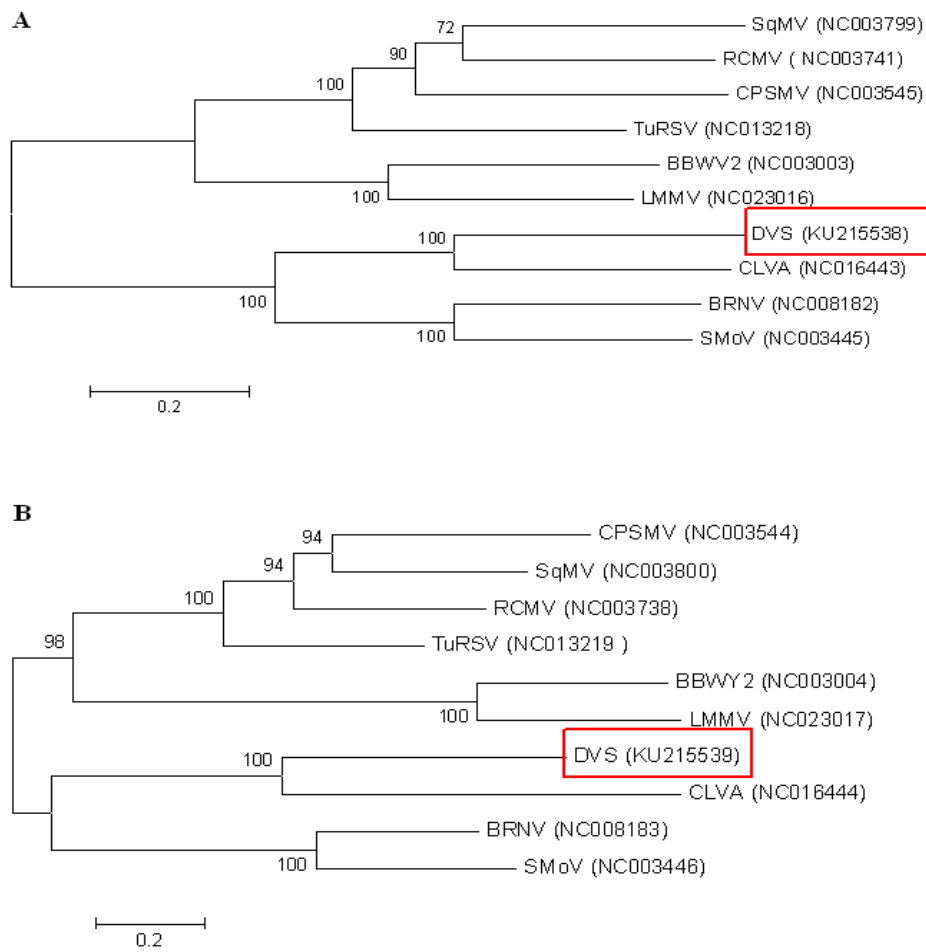 A
72
SqMV (NC003799)
90
RCMV ( NC003741)
100
CPSMV (NC003545)
TuRSV (NC013218)
BBWV2 (NC003003)
100
LMMV (NC023016)
100
DVS (KU215538)
CLVA (NC016443)
100
BRNV (NC008182)
100
SMoV (NC003445)
0.2
B
94
CPSMV (NC003544)
94
SqMV (NC003800)
100
RCMV (NC003738)
98
TuRSV (NC013219 )
BBWY2 (NC003004)
100
LMMV (NC023017)
100
DVS (KU215539)
CLVA (NC016444)
BRNV (NC008183)
100
SMoV (NC003446)
0.2